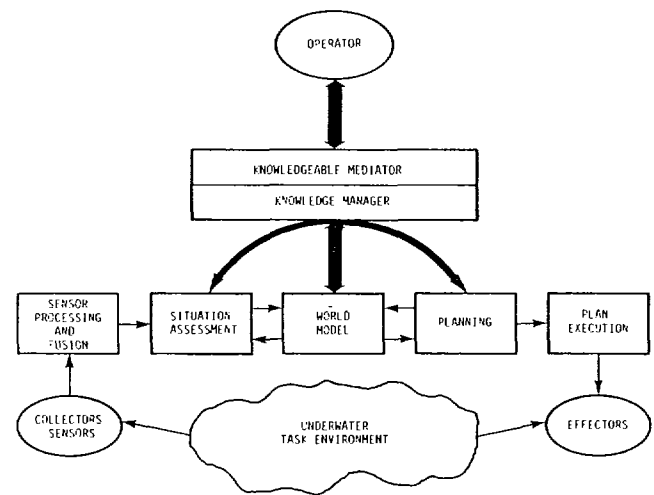 OPERATOR
KNOWLEDGEABLE MEDIATOR
KNOWLEDGE MANAGER
SENSOR
PROCESSING
AND
FUSION
SITUATION
ASSESSMENT
WORLD
MODEL
PLANNING
PLAN
EXECUTION
COLLECTORS
SENSORS
UNDERWATER
TASK ENVIRONMENT
EFFECTORS